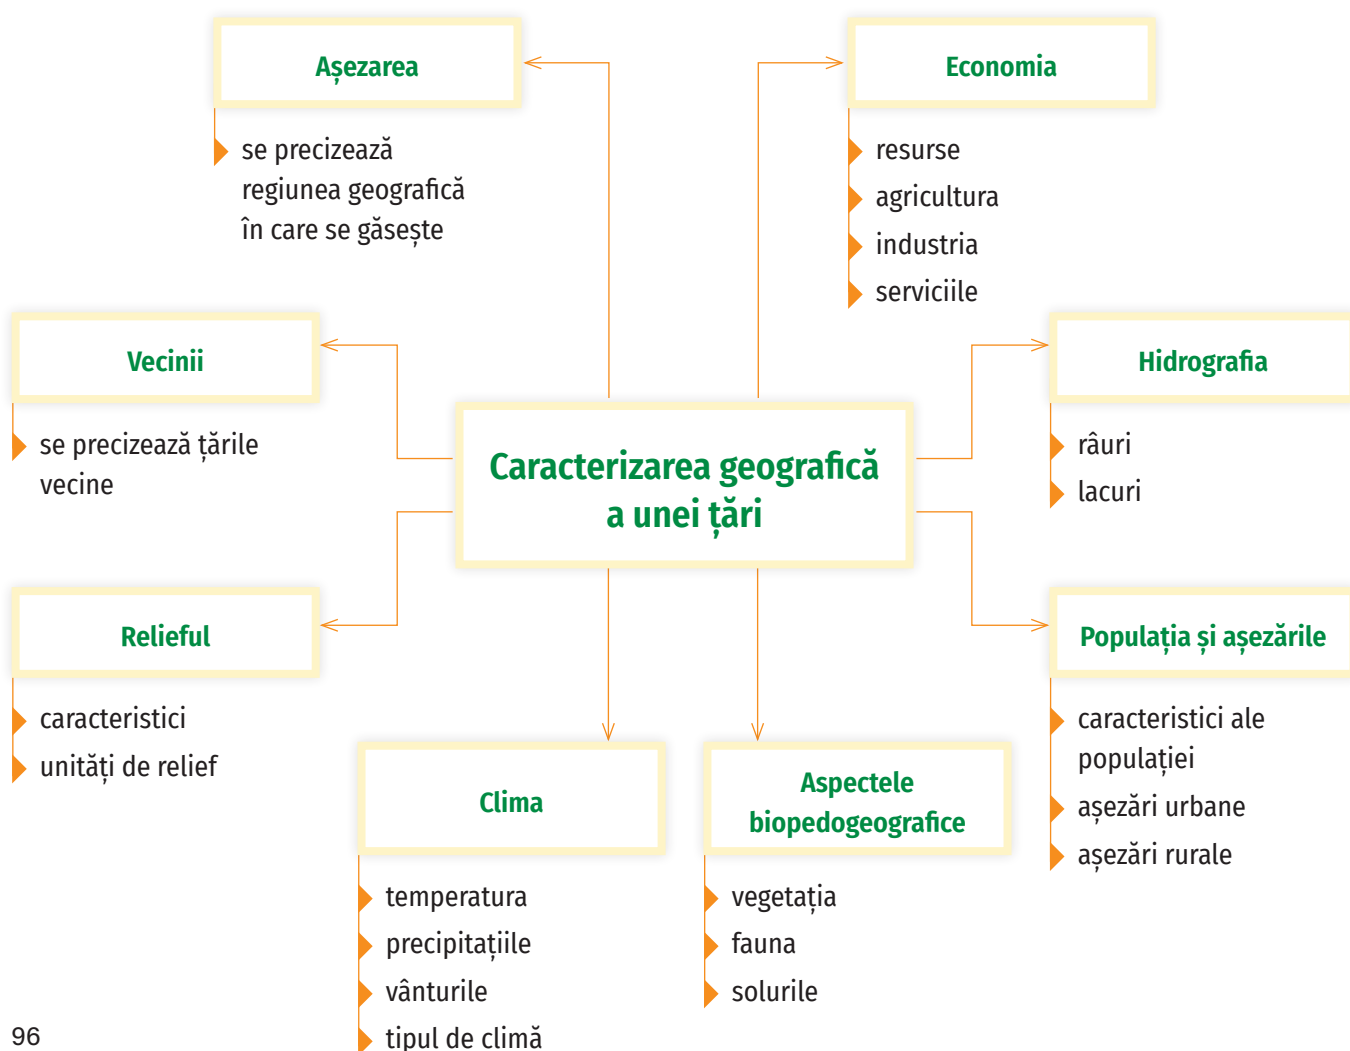 Așezarea
se precizează
regiunea geografică
în care se găsește
Economia
resurse
agricultura
industria
serviciile
Vecinii
se precizează țările
vecine
Hidrografia
râuri
lacuri
Caracterizarea geografică
a unei țări
Relieful
caracteristici
unități de relief
Populația și așezările
caracteristici ale
populației
așezări urbane
așezări rurale
Clima
temperatura
precipitațiile
vânturile
tipul de climă
Aspectele
biopedogeografice
vegetația
fauna
solurile
96